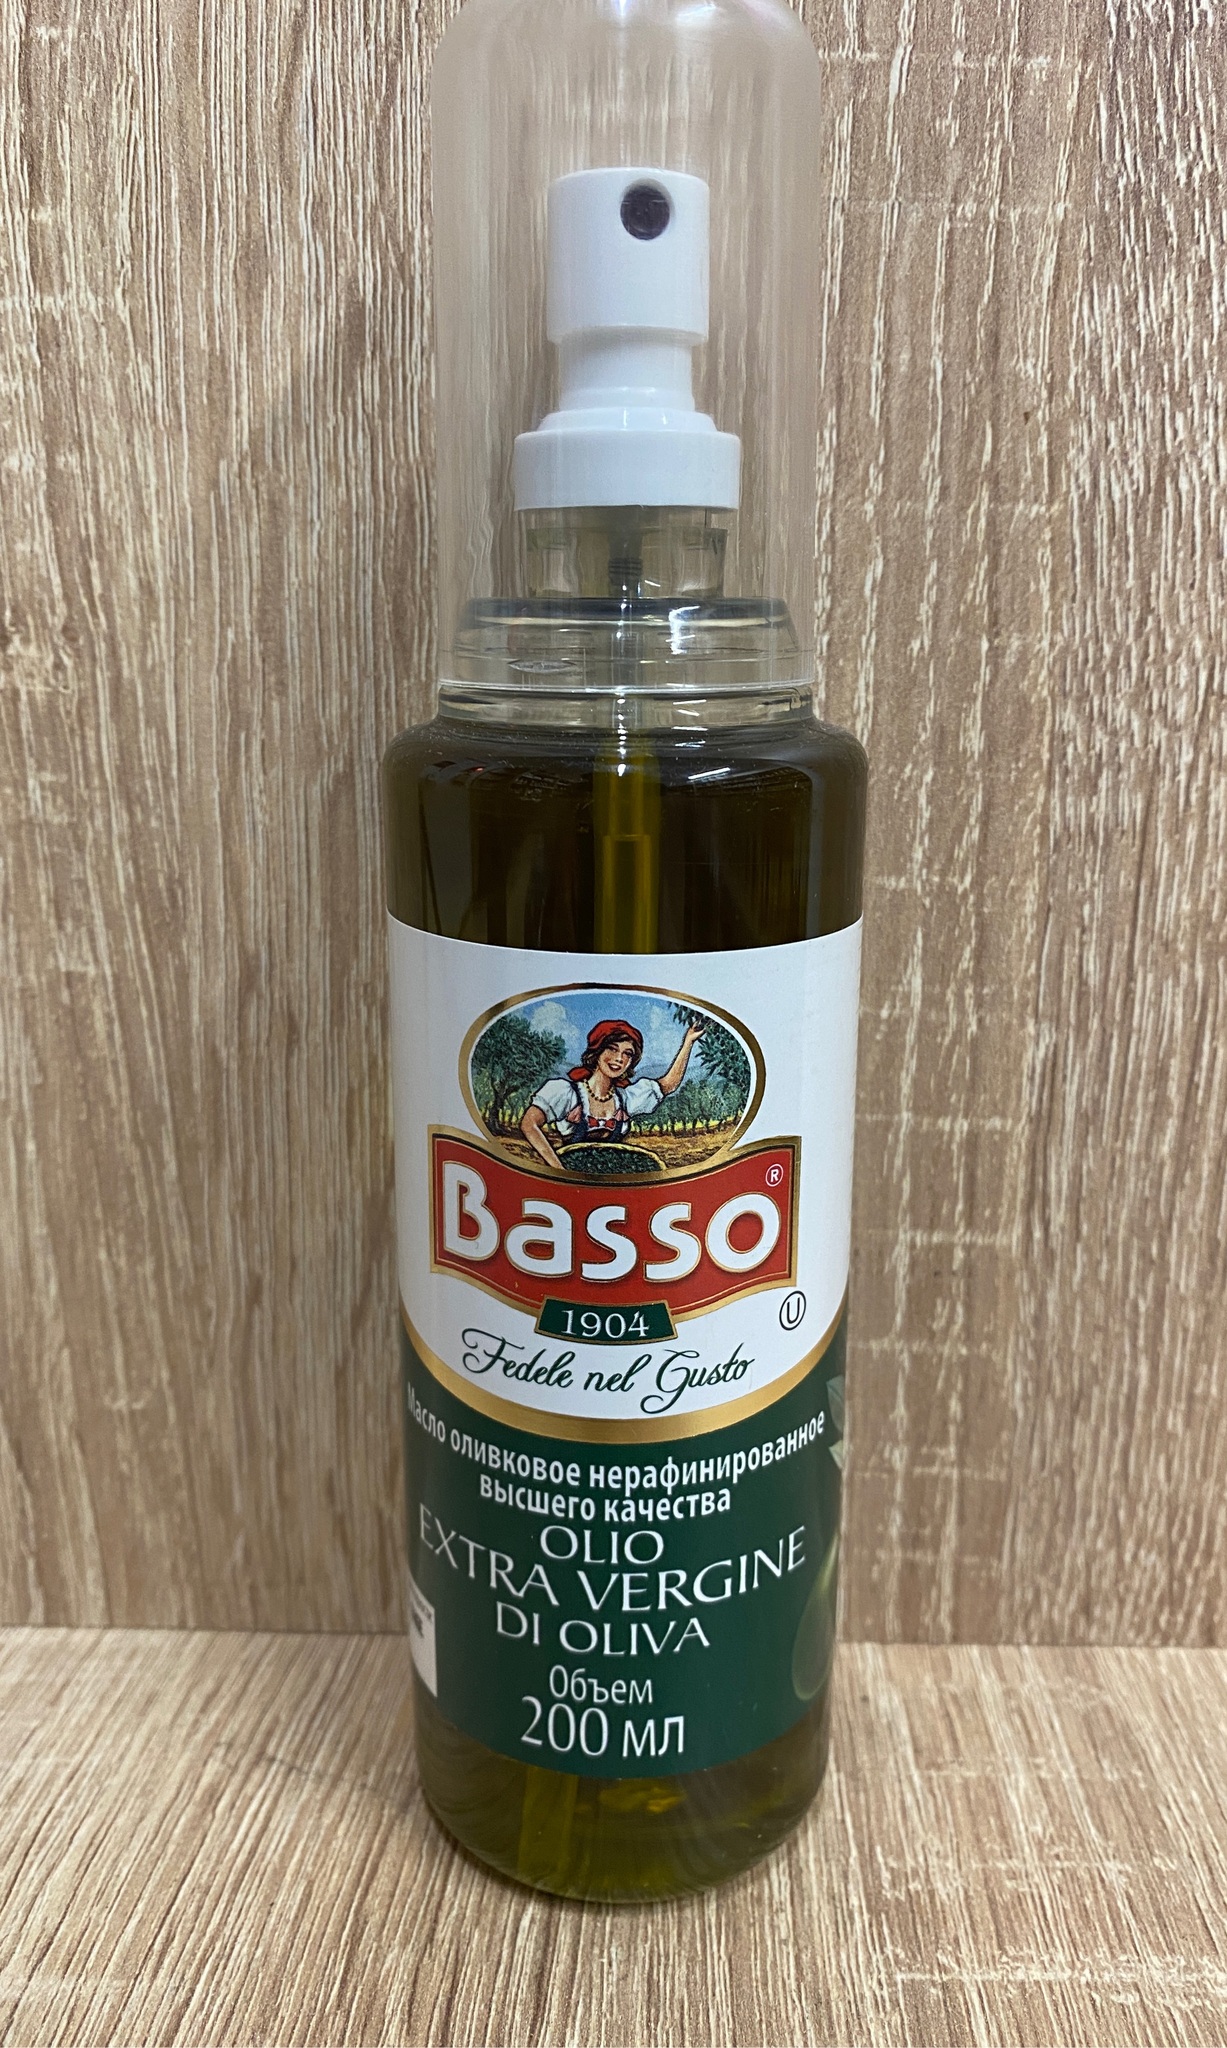 Basso®
1904
U
Fedele nel Gusto
Масло оливковое нерафинированное
высшего качества
OLIO
EXTRA VERGINE
DI OLIVA
Объем
200 мл